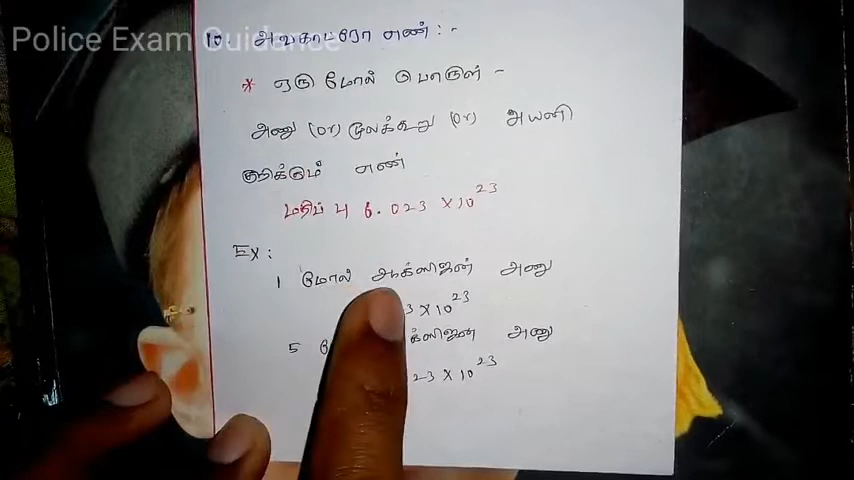 Police Exam Guidance
10 அவகாட்ரோ எண் : -
* ஒரு மோல் பொருள் -
அணு (or) மூலக்கூறு (or) அயனி
குறிக்கும் எண்
மதிப்பு 6.023 X 10²³
Ex :
1 மோல் ஆக்ஸிஜன் அணு
3 X 10²³
5 அணு
23 X 10²³